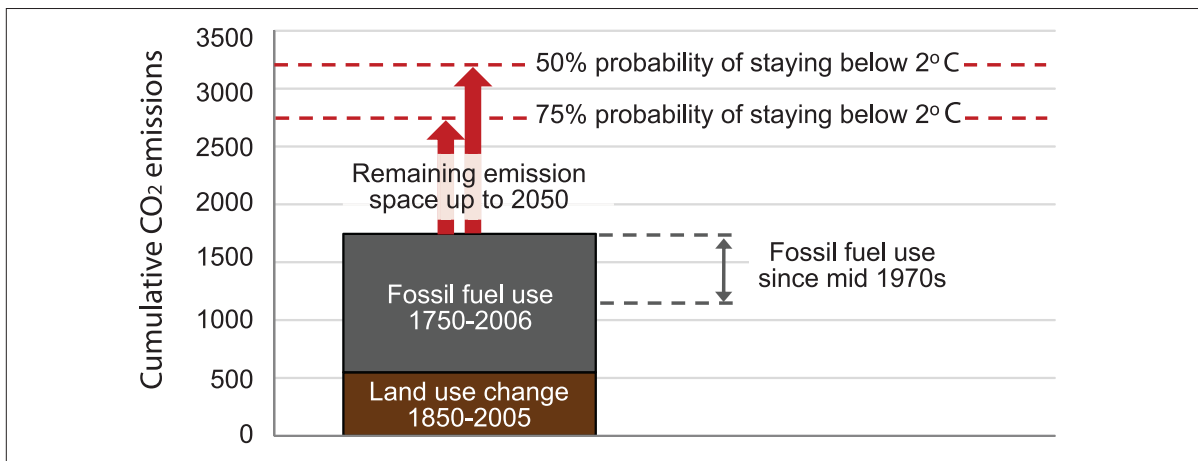 Cumulative CO2 emissions
3500
3000
2500
2000
1500
1000
500
0
50% probability of staying below 2° C
75% probability of staying below 2° C
Remaining emission
space up to 2050
Fossil fuel use
since mid 1970s
Fossil fuel use
1750-2006
Land use change
1850-2005